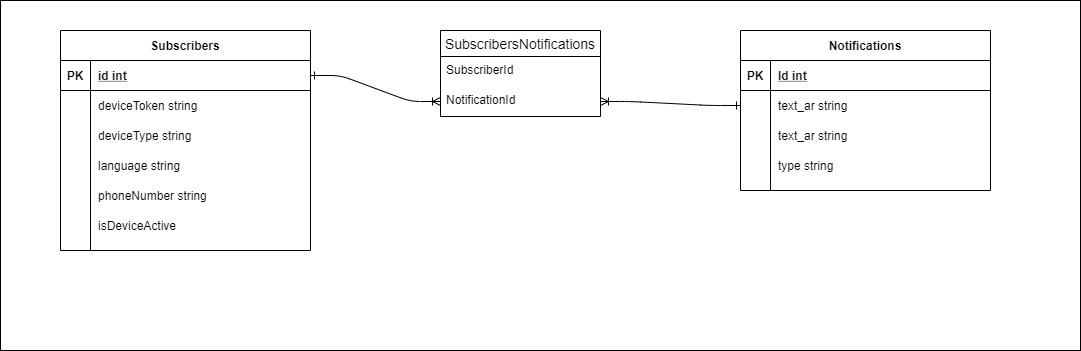 Subscribers
PK id int
deviceToken string
deviceType string
language string
phoneNumber string
isDeviceActive
SubscribersNotifications
SubscriberId
NotificationId
Notifications
PK Id int
text_ar string
text_ar string
type string